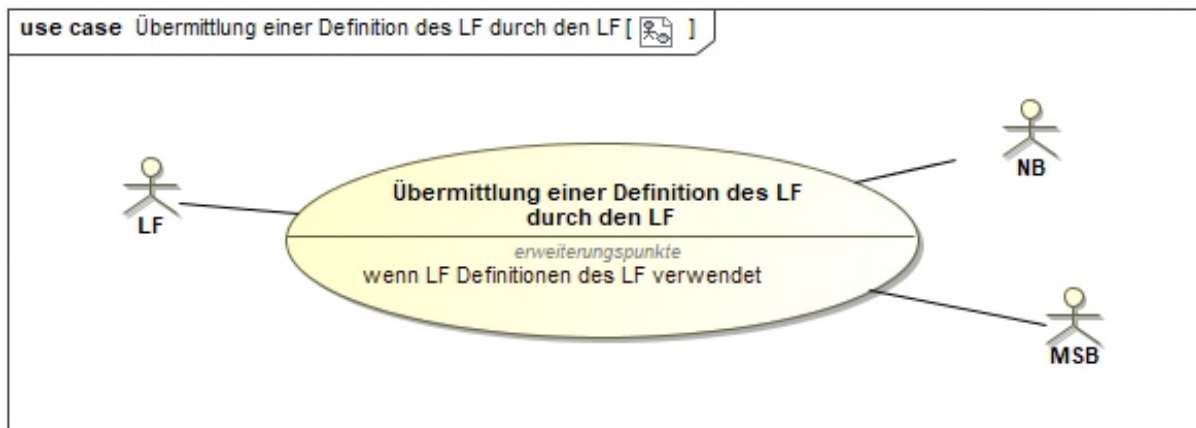 use case Übermittlung einer Definition des LF durch den LF [ ]
NB
LF
Übermittlung einer Definition des LF
durch den LF
erweiterungspunkte
wenn LF Definitionen des LF verwendet
MSB